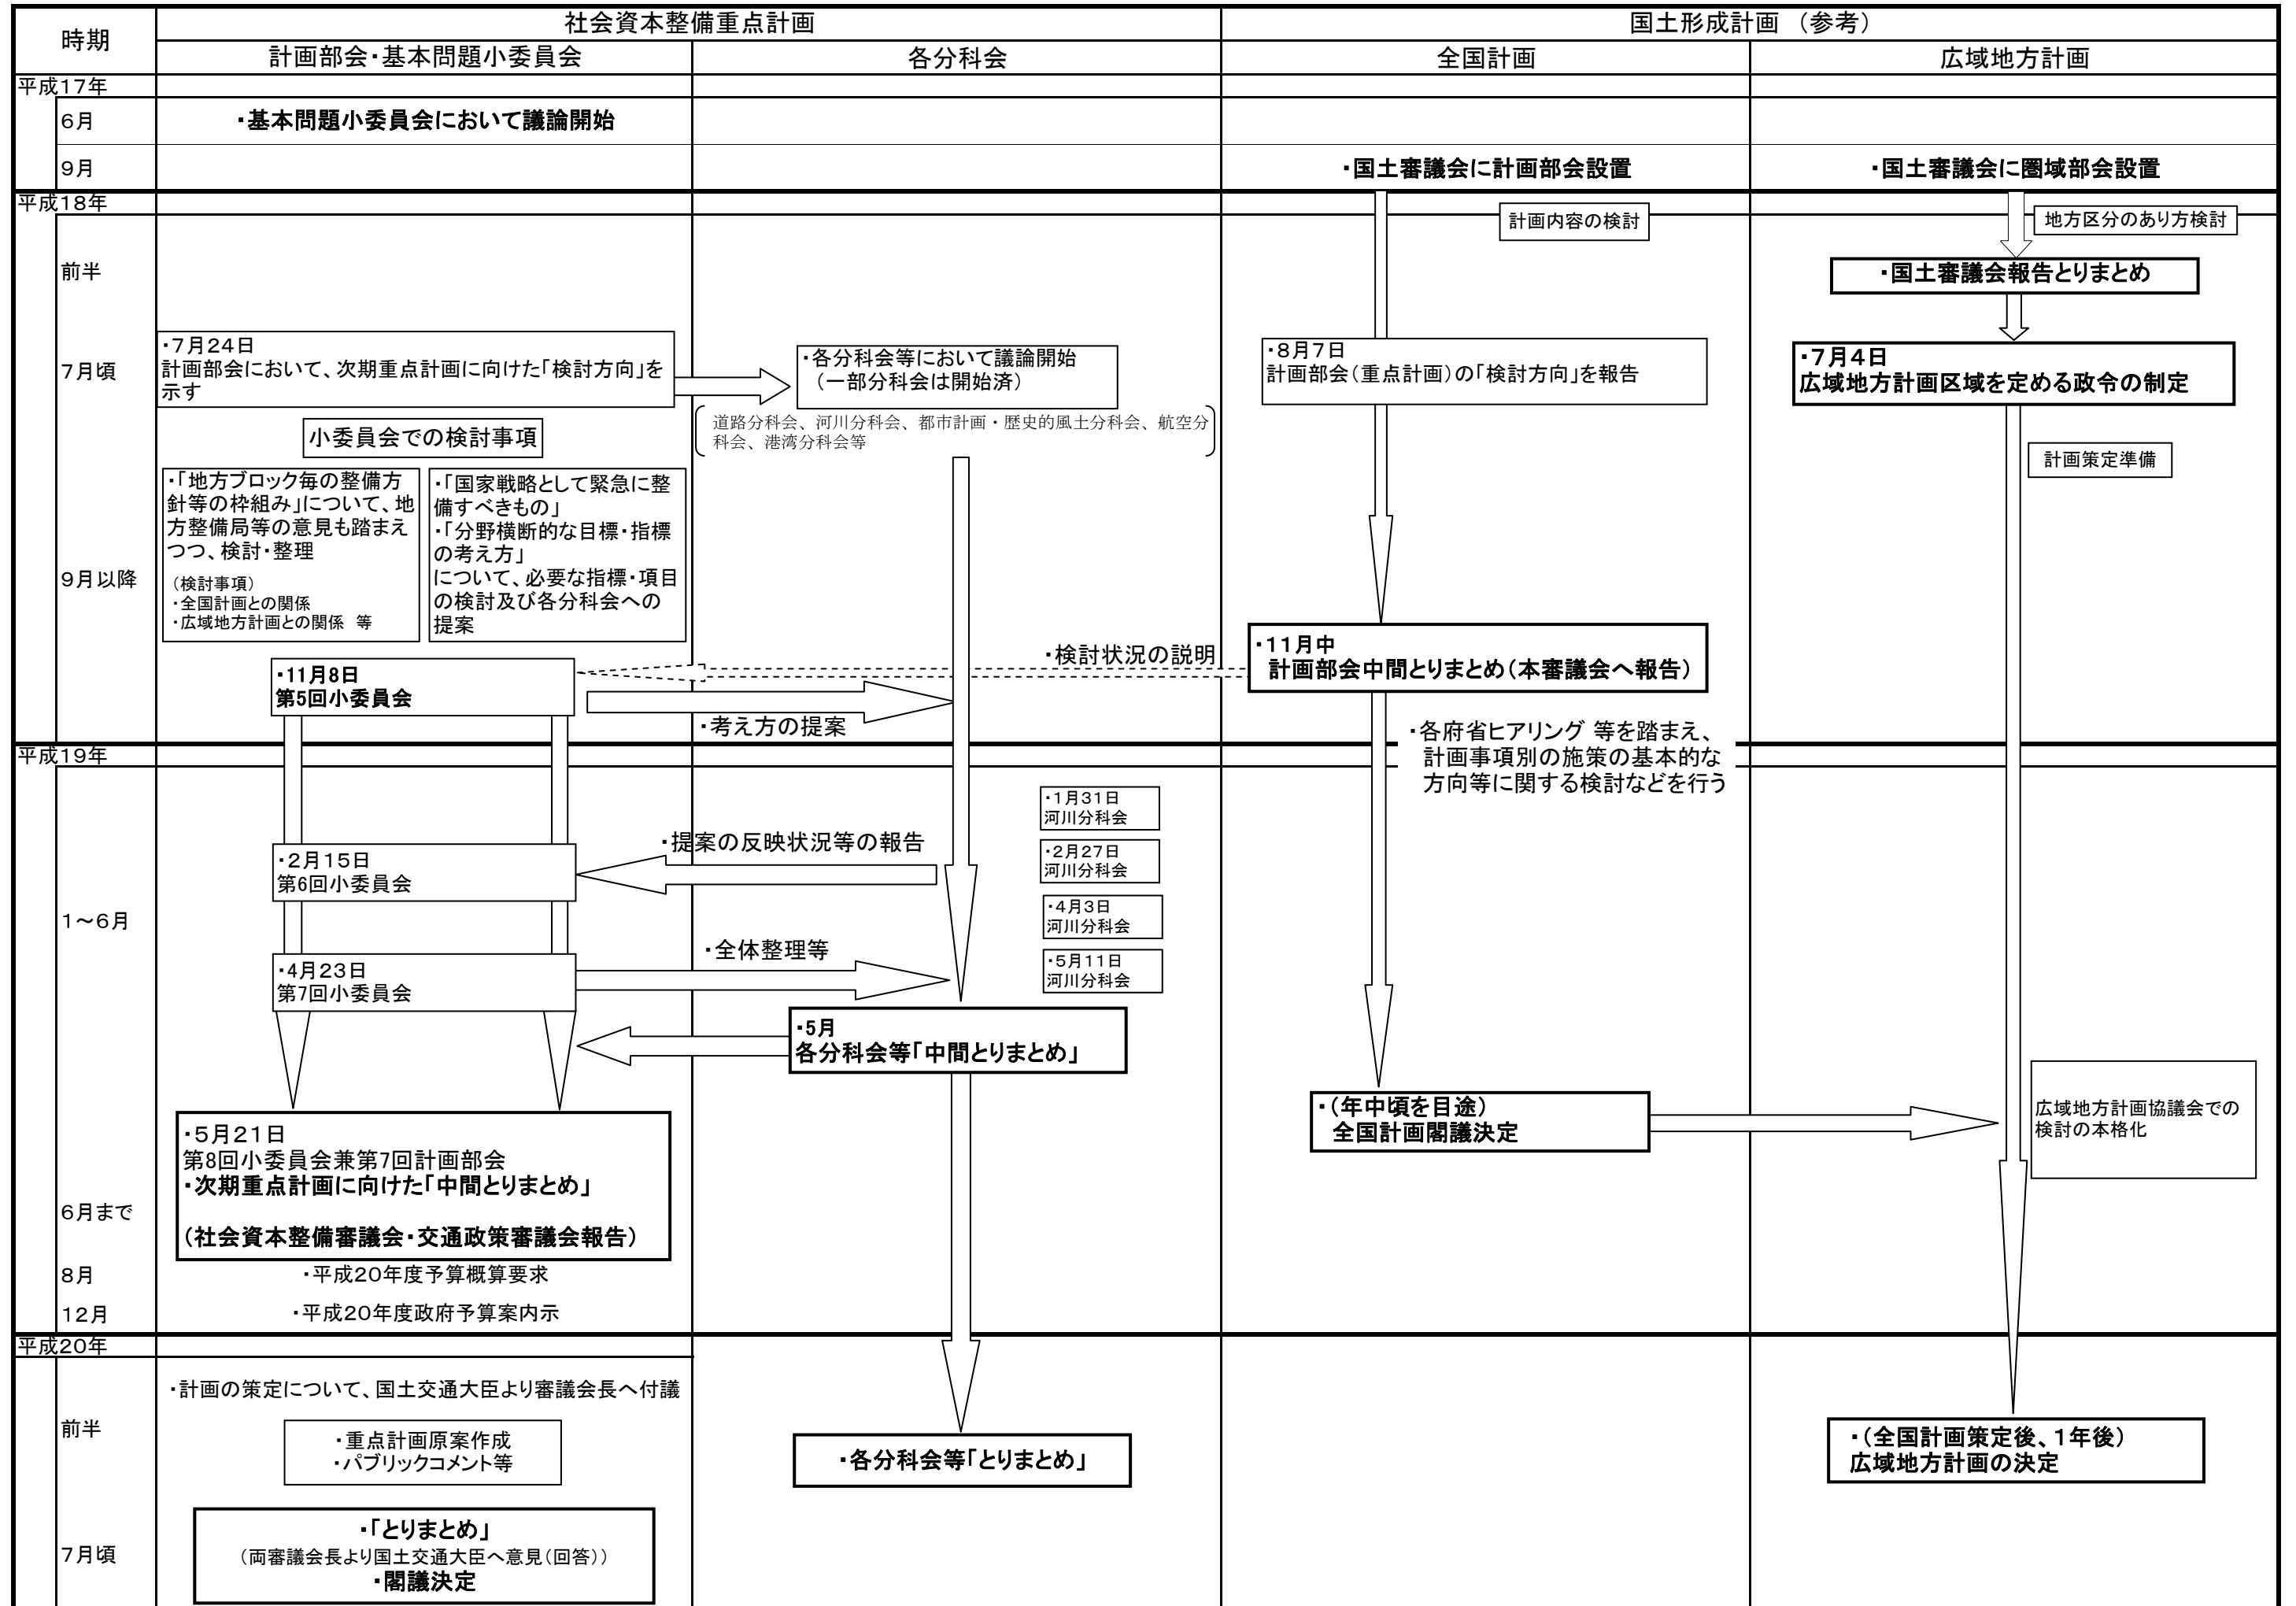 時期
社会資本整備重点計画
国土形成計画 （参考）
計画部会・基本問題小委員会
各分科会
全国計画
広域地方計画
平成17年
6月
・基本問題小委員会において議論開始
9月
・国土審議会に計画部会設置
・国土審議会に圏域部会設置
平成18年
計画内容の検討
地方区分のあり方検討
前半
・国土審議会報告とりまとめ
7月頃
・7月24日
計画部会において、次期重点計画に向けた「検討方向」を
示す
・各分科会等において議論開始
（一部分科会は開始済）
道路分科会、河川分科会、都市計画・歴史的風土分科会、航空分
科会、港湾分科会等
・8月7日
計画部会（重点計画）の「検討方向」を報告
・7月4日
広域地方計画区域を定める政令の制定
小委員会での検討事項
計画策定準備
9月以降
・「地方ブロック毎の整備方
針等の枠組み」について、地
方整備局等の意見も踏まえ
つつ、検討・整理
（検討事項）
・全国計画との関係
・広域地方計画との関係 等
・「国家戦略として緊急に整
備すべきもの」
・「分野横断的な目標・指標
の考え方」
について、必要な指標・項目
の検討及び各分科会への
提案
・検討状況の説明
・11月中
計画部会中間とりまとめ（本審議会へ報告）
・11月8日
第5回小委員会
・考え方の提案
・各府省ヒアリング 等を踏まえ、
計画事項別の施策の基本的な
方向等に関する検討などを行う
平成19年
1～6月
・1月31日
河川分科会
・提案の反映状況等の報告
・2月27日
河川分科会
・2月15日
第6回小委員会
・4月3日
河川分科会
・全体整理等
・5月11日
河川分科会
・4月23日
第7回小委員会
・5月
各分科会等「中間とりまとめ」
・（年中頃を目途）
全国計画閣議決定
広域地方計画協議会での
検討の本格化
6月まで
・5月21日
第8回小委員会兼第7回計画部会
・次期重点計画に向けた「中間とりまとめ」
（社会資本整備審議会・交通政策審議会報告）
8月
・平成20年度予算概算要求
12月
・平成20年度政府予算案内示
平成20年
前半
・計画の策定について、国土交通大臣より審議会長へ付議
・重点計画原案作成
・パブリックコメント等
・各分科会等「とりまとめ」
・（全国計画策定後、1年後）
広域地方計画の決定
7月頃
・「とりまとめ」
（両審議会長より国土交通大臣へ意見（回答））
・閣議決定